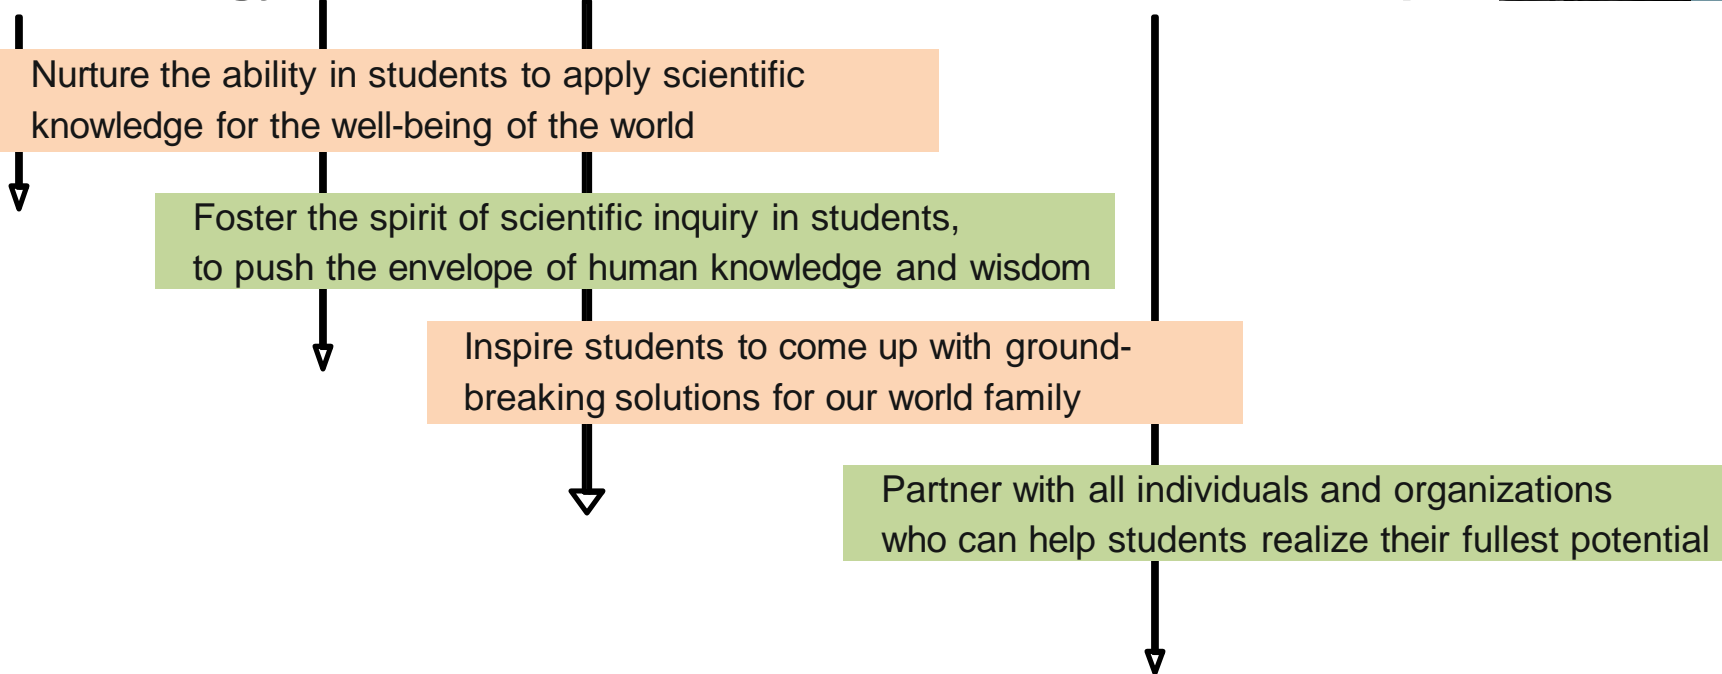 Nurture the ability in students to apply scientific
knowledge for the well-being of the world
Foster the spirit of scientific inquiry in students,
to push the envelope of human knowledge and wisdom
Inspire students to come up with ground-
breaking solutions for our world family
Partner with all individuals and organizations
who can help students realize their fullest potential